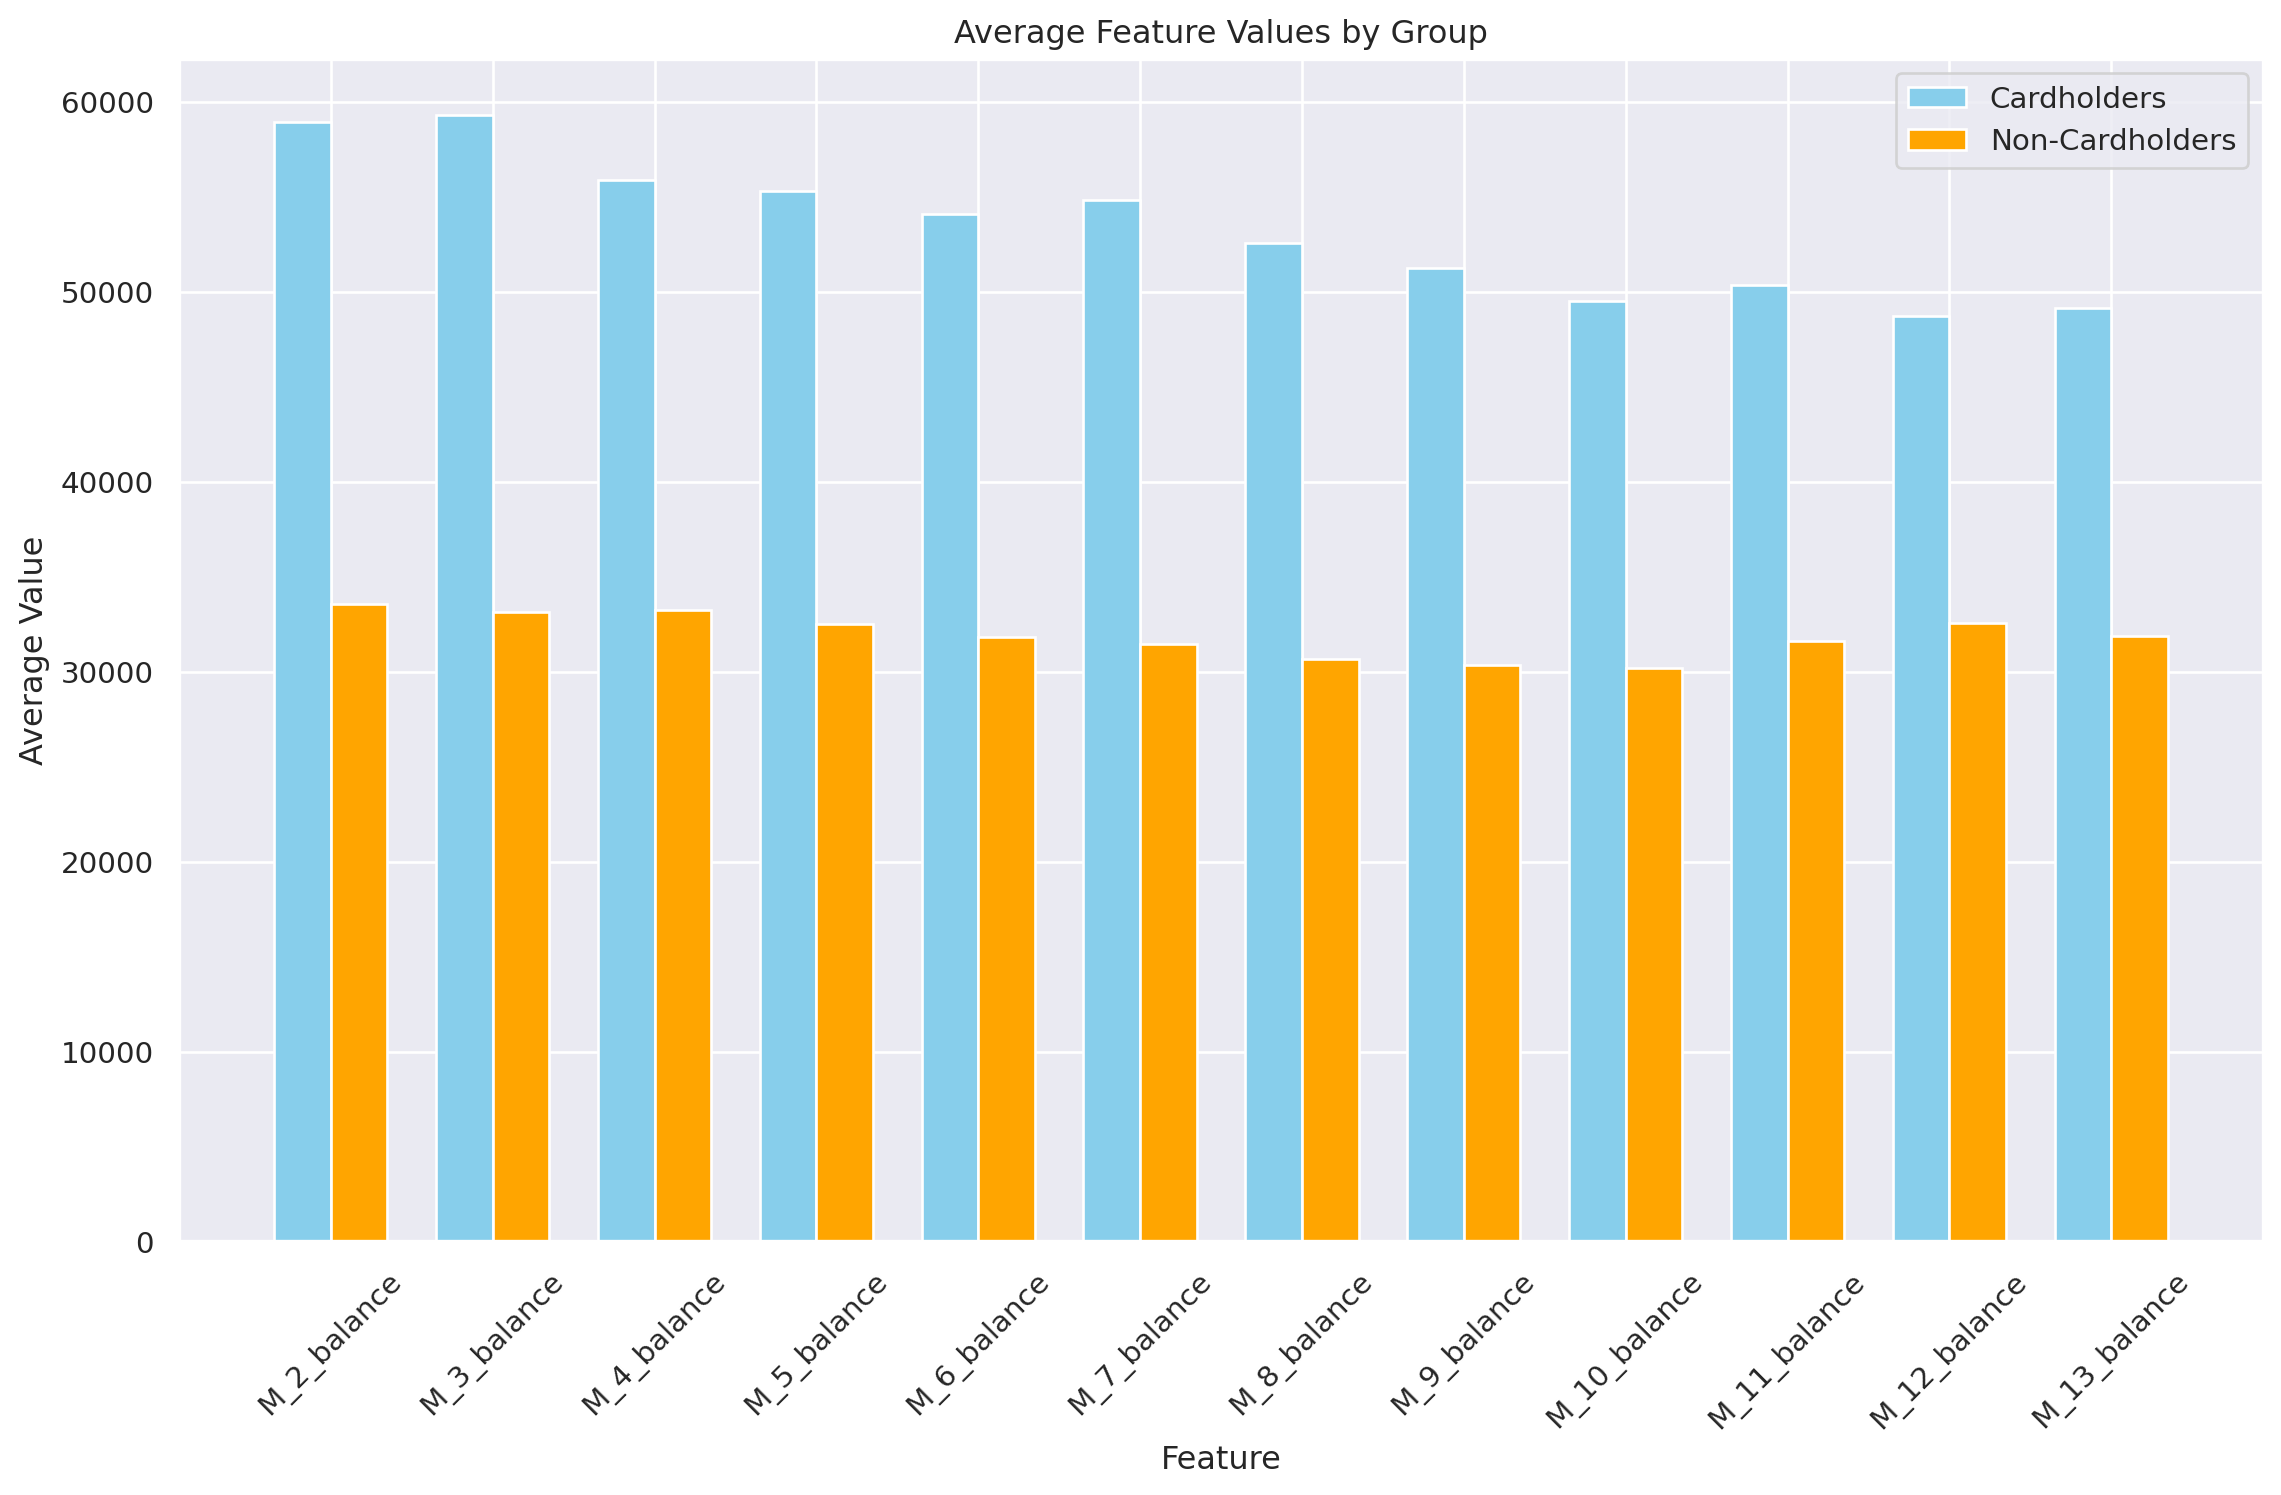 Average Feature Values by Group
Cardholders
Non-Cardholders
60000
50000
40000
30000
20000
10000
0
Average Value
M_2_balance
M_3_balance
M_4_balance
M_5_balance
M_6_balance
M_7_balance
M_8_balance
M_9_balance
M_10_balance
M_11_balance
M_12_balance
M_13_balance
Feature